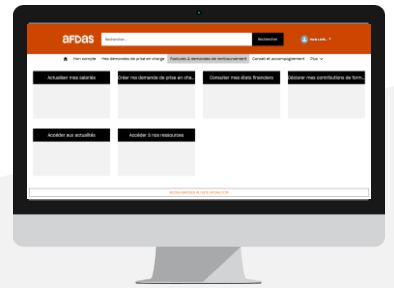 afdas
Rechercher...
Rechercher
Mon compte Mes demandes de prise en charge Factures & demandes de remboursement Conseil et accompagnement Plus
Actualiser mes salariés
Créer ma demande de prise en cha...
Consulter mes états financiers
Déclarer mes contributions de form...
Accéder aux actualités
Accéder à nos ressources